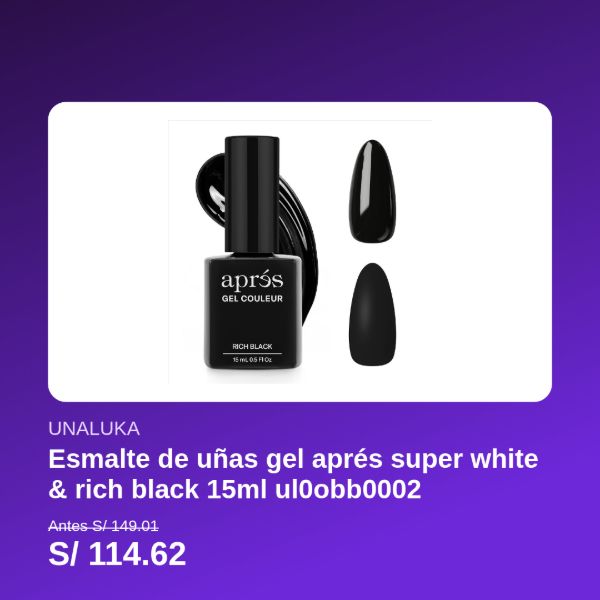 aprés
GEL COULEUR
RICH BLACK
15 mL 0.5 Fl Oz
UNALUKA
Esmalte de uñas gel aprés super white
& rich black 15ml ul0obb0002
Antes S/ 149.01
S/ 114.62